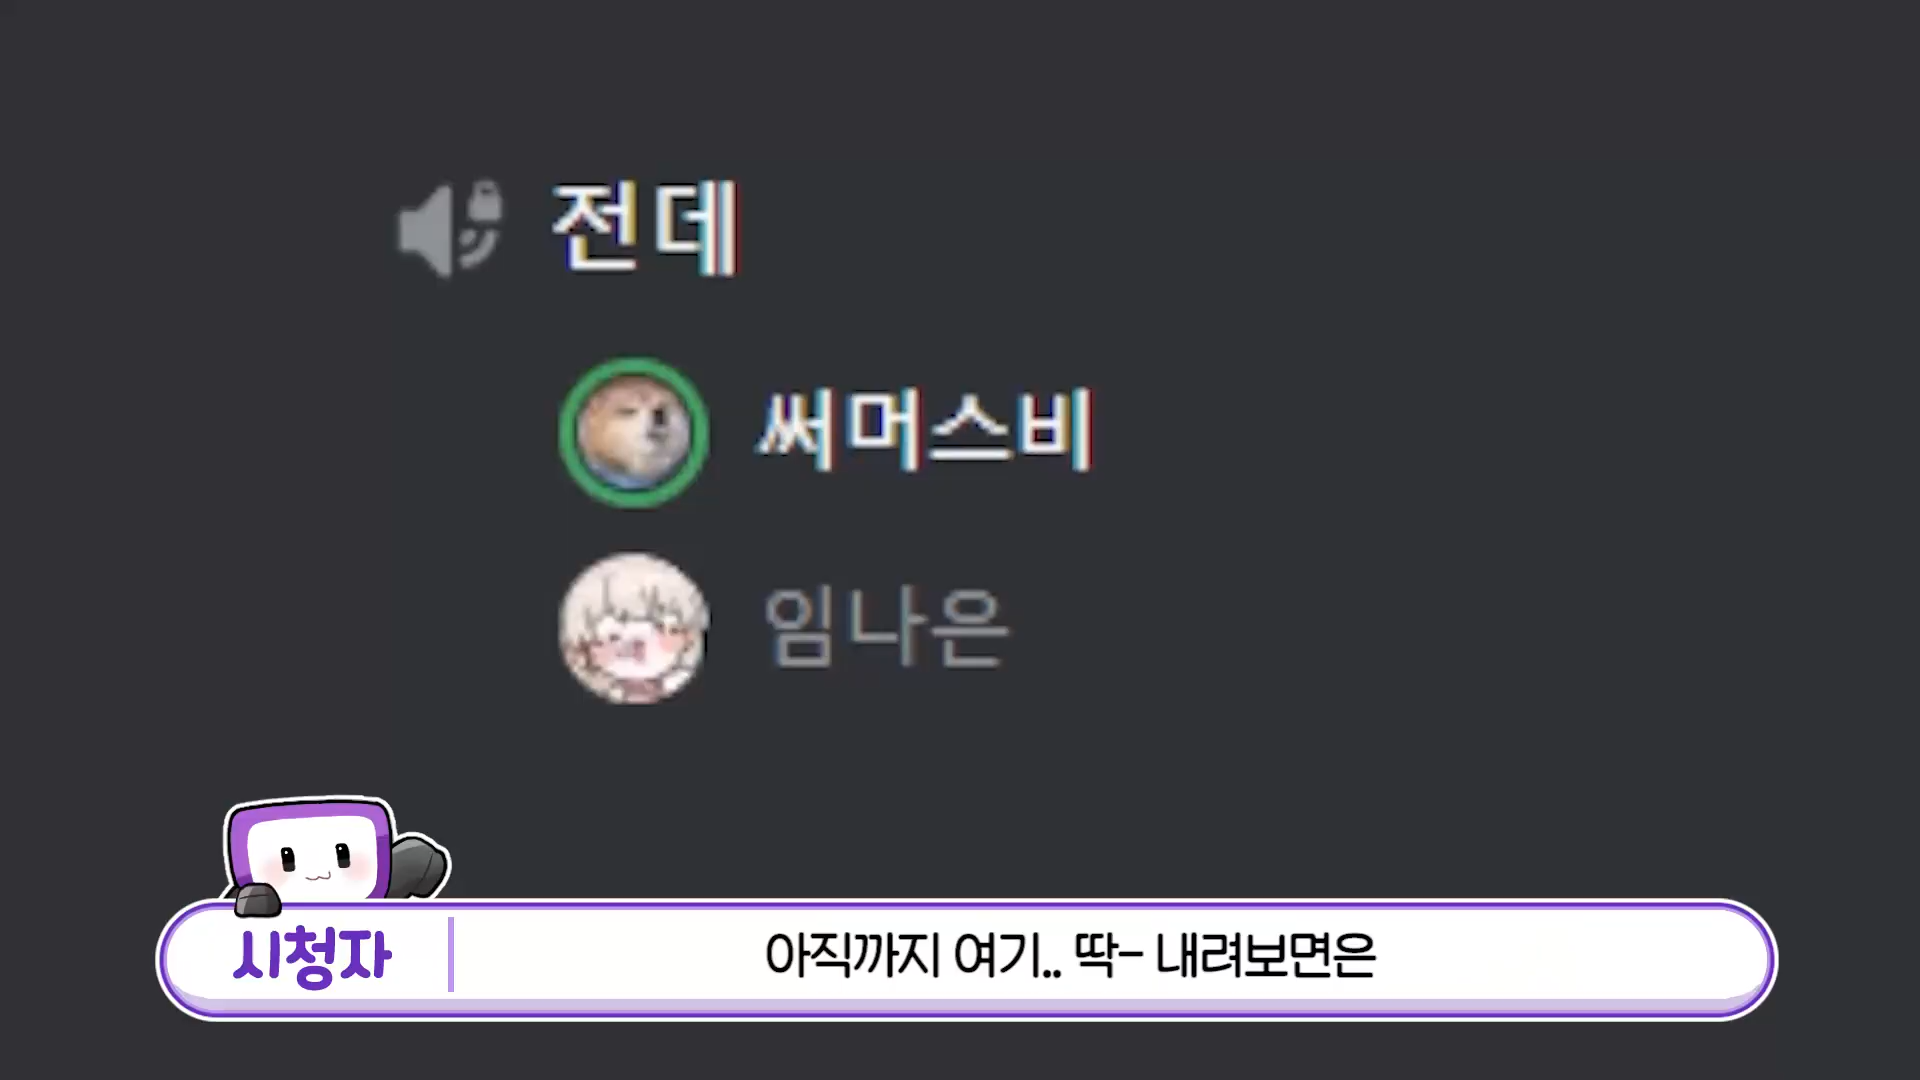 전데
써머스비
임나은
시청자
아직까지 여기.. 딱- 내려보면은